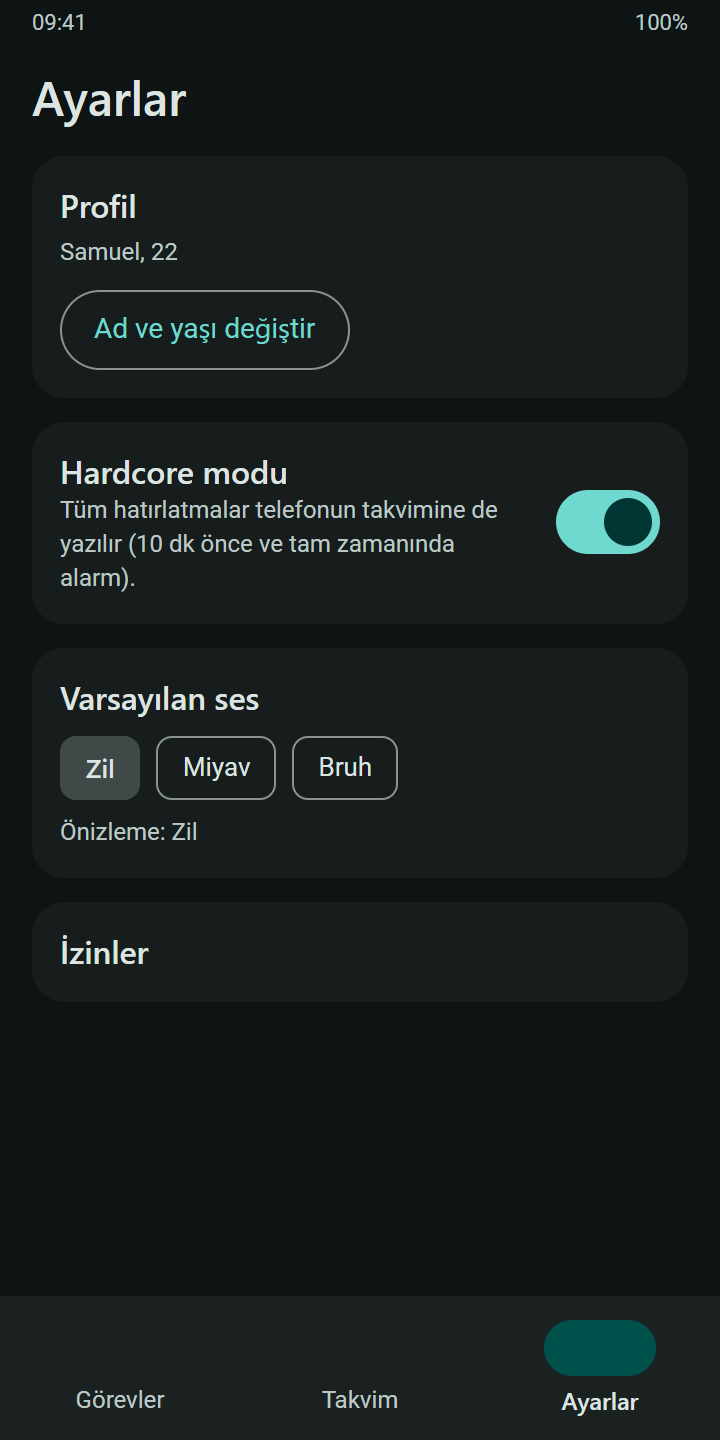 09:41 100%
Ayarlar
Profil
Samuel, 22
Ad ve yaşı değiştir
Hardcore modu
Tüm hatırlatmalar telefonun takvimine de
yazılır (10 dk önce ve tam zamanında
alarm).
Varsayılan ses
Zil Miyav Bruh
Önizleme: Zil
İzinler
Görevler Takvim Ayarlar